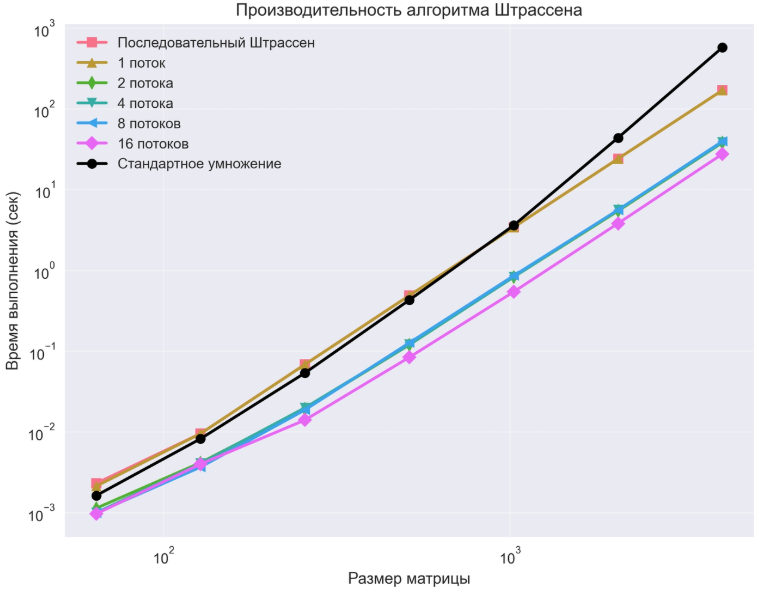 Производительность алгоритма Штрассена
Последовательный Штрассен
1 поток
2 потока
4 потока
8 потоков
16 потоков
Стандартное умножение
Время выполнения (сек)
10³
10²
10¹
10⁰
10⁻¹
10⁻²
10⁻³
10² 10³
Размер матрицы